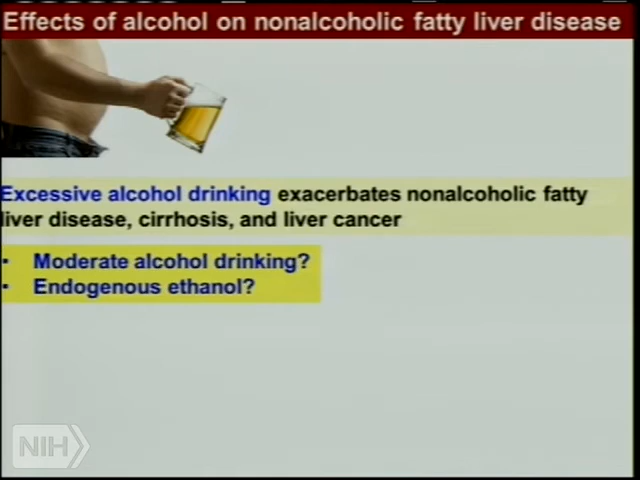 Effects of alcohol on nonalcoholic fatty liver disease
Excessive alcohol drinking exacerbates nonalcoholic fatty
liver disease, cirrhosis, and liver cancer
• Moderate alcohol drinking?
• Endogenous ethanol?
NIH